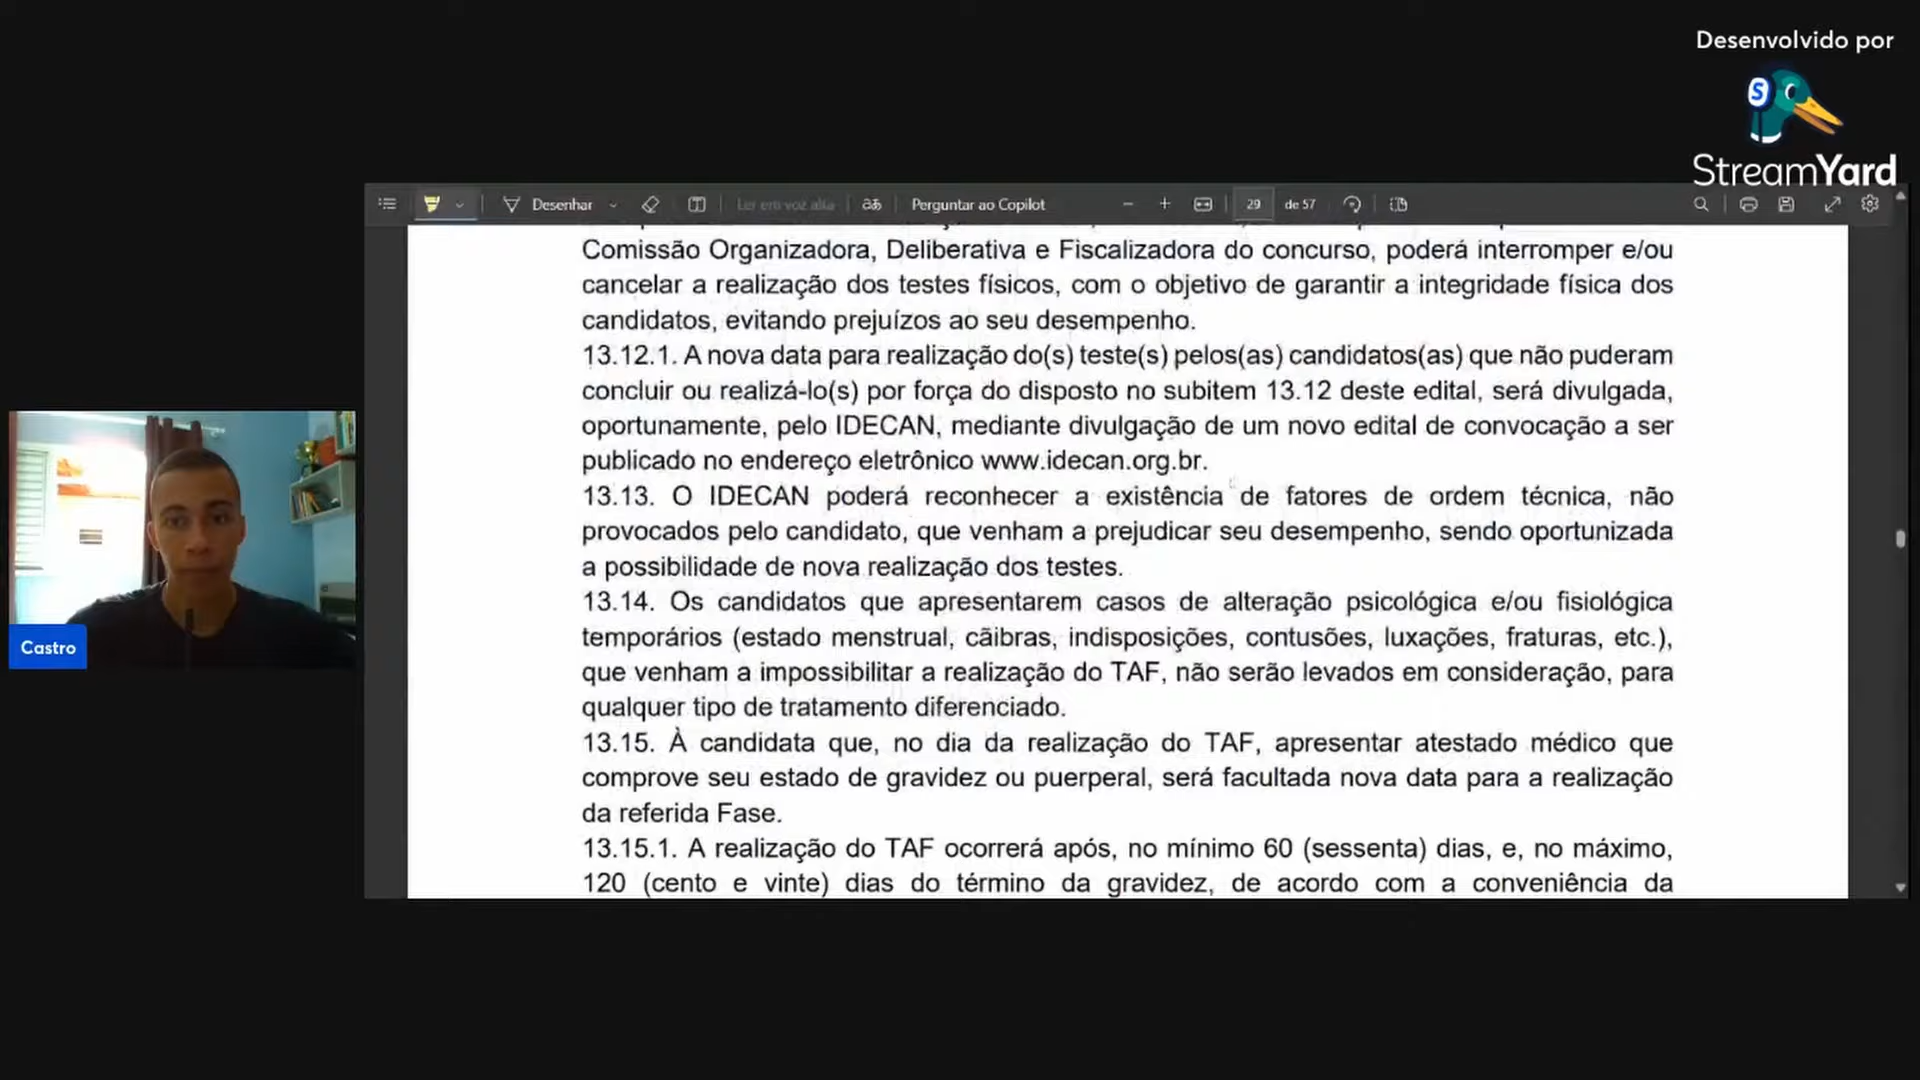 Desenvolvido por
StreamYard
Desenhar
Ler em voz alta
Perguntar ao Copilot
29
de 57
Comissão Organizadora, Deliberativa e Fiscalizadora do concurso, poderá interromper e/ou
cancelar a realização dos testes físicos, com o objetivo de garantir a integridade física dos
candidatos, evitando prejuízos ao seu desempenho.
13.12.1. A nova data para realização do(s) teste(s) pelos(as) candidatos(as) que não puderam
concluir ou realizá-lo(s) por força do disposto no subitem 13.12 deste edital, será divulgada,
oportunamente, pelo IDECAN, mediante divulgação de um novo edital de convocação a ser
publicado no endereço eletrônico www.idecan.org.br.
13.13. O IDECAN poderá reconhecer a existência de fatores de ordem técnica, não
provocados pelo candidato, que venham a prejudicar seu desempenho, sendo oportunizada
a possibilidade de nova realização dos testes.
13.14. Os candidatos que apresentarem casos de alteração psicológica e/ou fisiológica
temporários (estado menstrual, cãibras, indisposições, contusões, luxações, fraturas, etc.),
que venham a impossibilitar a realização do TAF, não serão levados em consideração, para
qualquer tipo de tratamento diferenciado.
13.15. À candidata que, no dia da realização do TAF, apresentar atestado médico que
comprove seu estado de gravidez ou puerperal, será facultada nova data para a realização
da referida Fase.
13.15.1. A realização do TAF ocorrerá após, no mínimo 60 (sessenta) dias, e, no máximo,
120 (cento e vinte) dias do término da gravidez, de acordo com a conveniência da
Castro